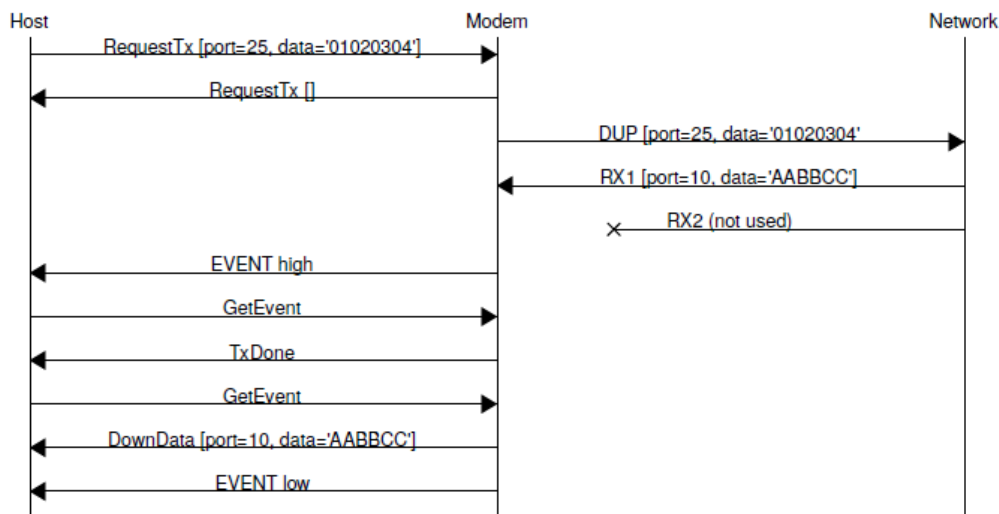 Host Modem Network
RequestTx [port=25, data='01020304']
RequestTx []
DUP [port=25, data='01020304'
RX1 [port=10, data='AABBCC']
RX2 (not used)
EVENT high
GetEvent
TxDone
GetEvent
DownData [port=10, data='AABBCC']
EVENT low